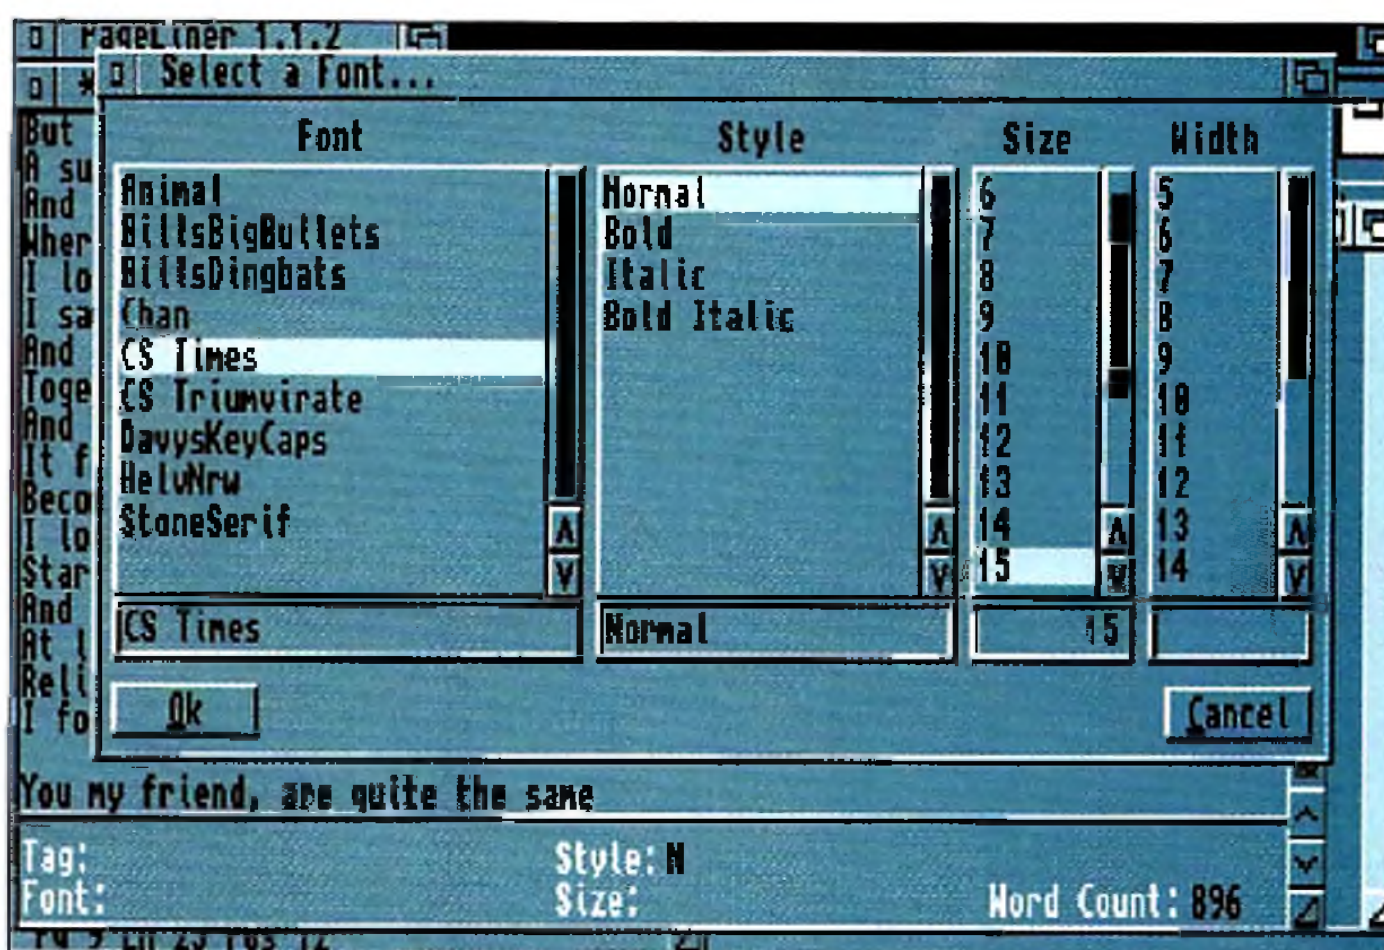 PageLiner 1.1.2
*
Select a Font...
Font
Style
Size
Width
Animal
BillsBigBullets
BillsDingbats
Chan
CS Times
CS Triumvirate
DavysKeyCaps
HelvNrw
StoneSerif
CS Times
Normal
Bold
Italic
Bold Italic
Normal
6
7
8
9
10
11
12
13
14
15
15
5
6
7
8
9
10
11
12
13
14
Ok
Cancel
But
A su
And
Wher
I lo
I sa
And
Toge
And
It f
Beco
I lo
Star
And
At l
Reli
I fo
You my friend, are quite the same
Tag:
Style: N
Font:
Size:
Word Count: 896